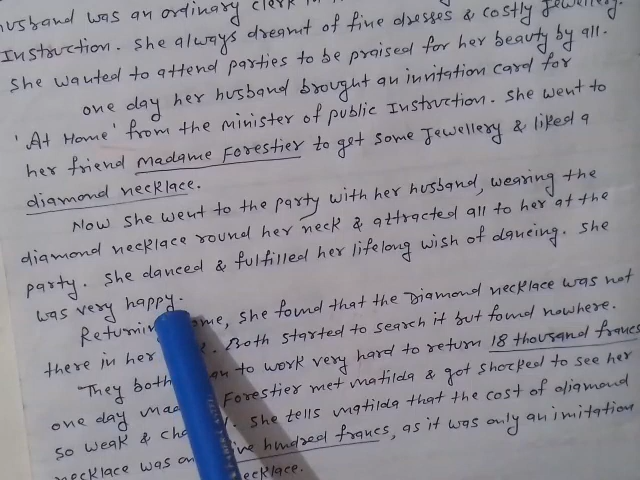 husband was an ordinary clerk in
Instruction. She always dreamt of fine dresses & costly Jewellery.
She wanted to attend parties to be praised for her beauty by all.
one day her husband brought an invitation card for
'At Home' from the minister of public Instruction. She went to
her friend madame Forestier to get some Jewellery & liked a
diamond necklace.
Now she went to the party with her husband, wearing the
diamond necklace round her neck & attracted all to her at the
party. She danced & fulfilled her lifelong wish of dancing. She
was very happy.
Returning, she found that the Diamond necklace was not
there in her. Both started to search it but found nowhere.
They both to work very hard to return 18 thousand francs
one day Forestier met matilda & got shocked to see her
so weak &. She tells matilda that the cost of diamond
necklace was hundred francs, as it was only an imitation
necklace.